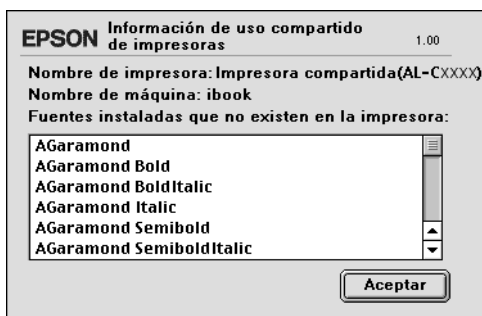 EPSON Información de uso compartido
de impresoras 1.00
Nombre de impresora: Impresora compartida(AL-CXXXX)
Nombre de máquina: ibook
Fuentes instaladas que no existen en la impresora:
AGaramond
AGaramond Bold
AGaramond BoldItalic
AGaramond Italic
AGaramond Semibold
AGaramond SemiboldItalic
Aceptar